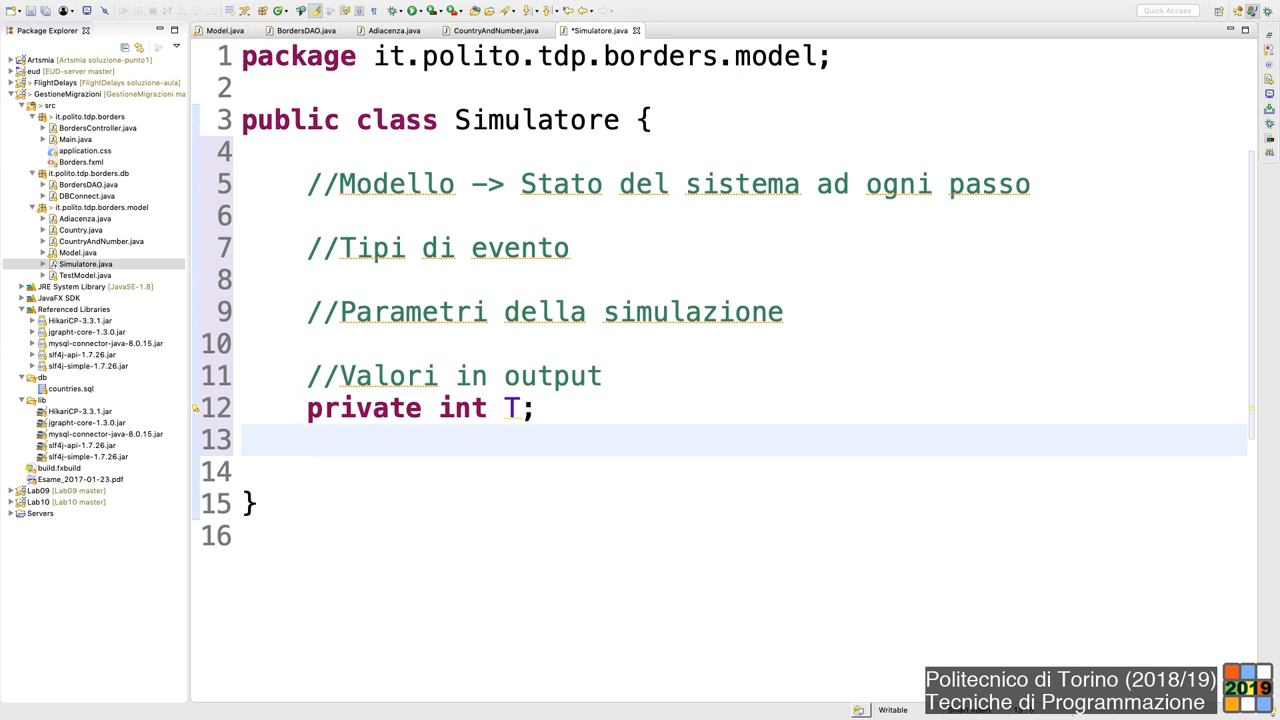 Quick Access
Package Explorer
Model.java
BordersDAO.java
Adiacenza.java
CountryAndNumber.java
*Simulatore.java
Artsmia [Artsmia soluzione-punto1]
eud [EUD-server master]
> FlightDelays [FlightDelays soluzione-aula]
> GestioneMigrazioni [GestioneMigrazioni ma
> src
> it.polito.tdp.borders
BordersController.java
Main.java
application.css
Borders.fxml
it.polito.tdp.borders.db
BordersDAO.java
DBConnect.java
> it.polito.tdp.borders.model
Adiacenza.java
Country.java
CountryAndNumber.java
Model.java
Simulatore.java
TestModel.java
JRE System Library [JavaSE-1.8]
JavaFX SDK
Referenced Libraries
HikariCP-3.3.1.jar
jgrapht-core-1.3.0.jar
mysql-connector-java-8.0.15.jar
slf4j-api-1.7.26.jar
slf4j-simple-1.7.26.jar
db
countries.sql
lib
HikariCP-3.3.1.jar
jgrapht-core-1.3.0.jar
mysql-connector-java-8.0.15.jar
slf4j-api-1.7.26.jar
slf4j-simple-1.7.26.jar
build.fxbuild
Esame_2017-01-23.pdf
Lab09 [Lab09 master]
Lab10 [Lab10 master]
Servers
1 package it.polito.tdp.borders.model;
2
3 public class Simulatore {
4
5 //Modello -> Stato del sistema ad ogni passo
6
7 //Tipi di evento
8
9 //Parametri della simulazione
10
11 //Valori in output
12 private int T;
13
14
15 }
16
Politecnico di Torino (2018/19)
Tecniche di Programmazione
2019
Writable